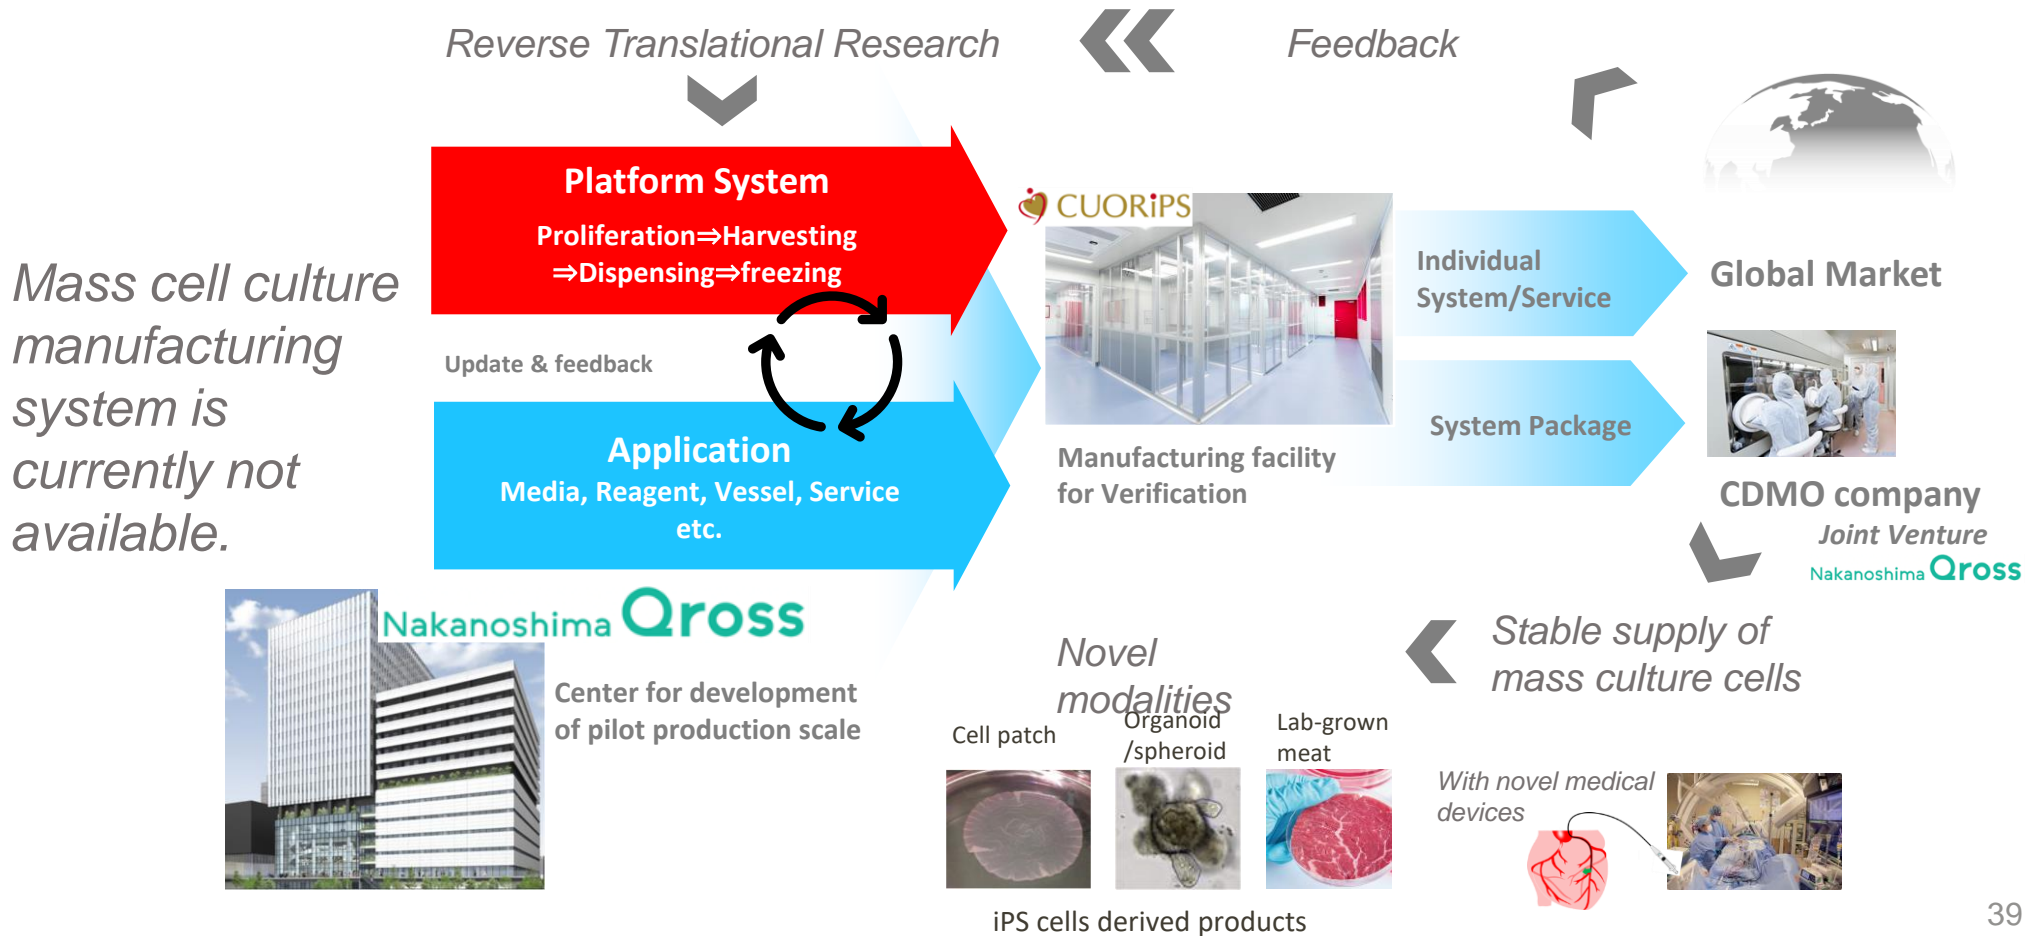 Reverse Translational Research
Feedback
Platform System
Proliferation⇒Harvesting
⇒Dispensing⇒freezing
Mass cell culture
manufacturing
system is
currently not
available.
Update & feedback
Application
Media, Reagent, Vessel, Service
etc.
CUORiPS
Manufacturing facility
for Verification
Individual
System/Service
System Package
Global Market
CDMO company
Joint Venture
Nakanoshima Qross
Nakanoshima Qross
Center for development
of pilot production scale
Stable supply of
mass culture cells
Novel
modalities
Cell patch
Organoid
/spheroid
Lab-grown
meat
iPS cells derived products
With novel medical
devices
39